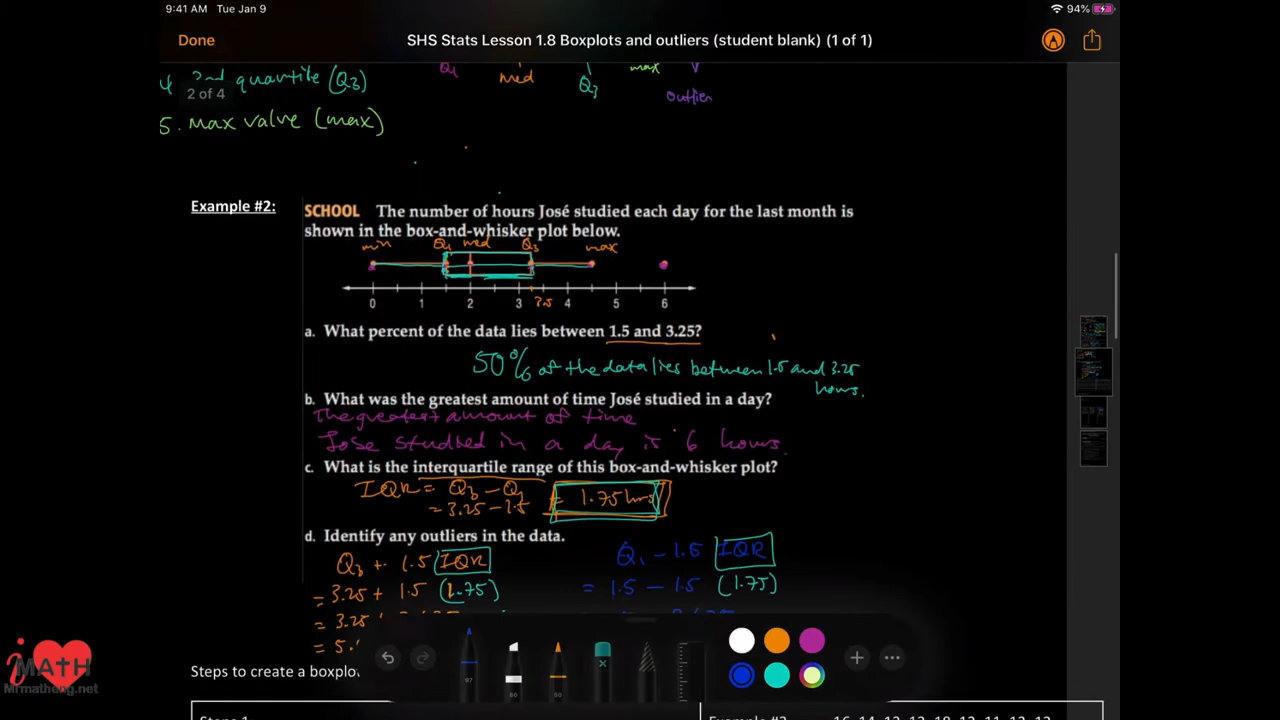 9:41 AM Tue Jan 9
94%
Done
SHS Stats Lesson 1.8 Boxplots and outliers (student blank) (1 of 1)
quartile (Q3)
2 of 4
5. Max value (max)
Q1
med
Q3
max
outlier
Example #2:
SCHOOL The number of hours José studied each day for the last month is
shown in the box-and-whisker plot below.
min Q1 med Q3 max
0 1 2 3 3.5 4 5 6
a. What percent of the data lies between 1.5 and 3.25?
50% of the data lies between 1.5 and 3.25
hours.
b. What was the greatest amount of time José studied in a day?
The greatest amount of time
Jose studied in a day is 6 hours.
c. What is the interquartile range of this box-and-whisker plot?
IQR = Q3 - Q1
= 3.25 - 1.5 = 1.75 hrs
d. Identify any outliers in the data.
Q3 + 1.5 IQR
= 3.25 + 1.5 (1.75)
= 3.25
= 5.
Q1 - 1.5 IQR
= 1.5 - 1.5 (1.75)
Steps to create a boxplo
97
80
50
iMATH
Mrmatheng.net